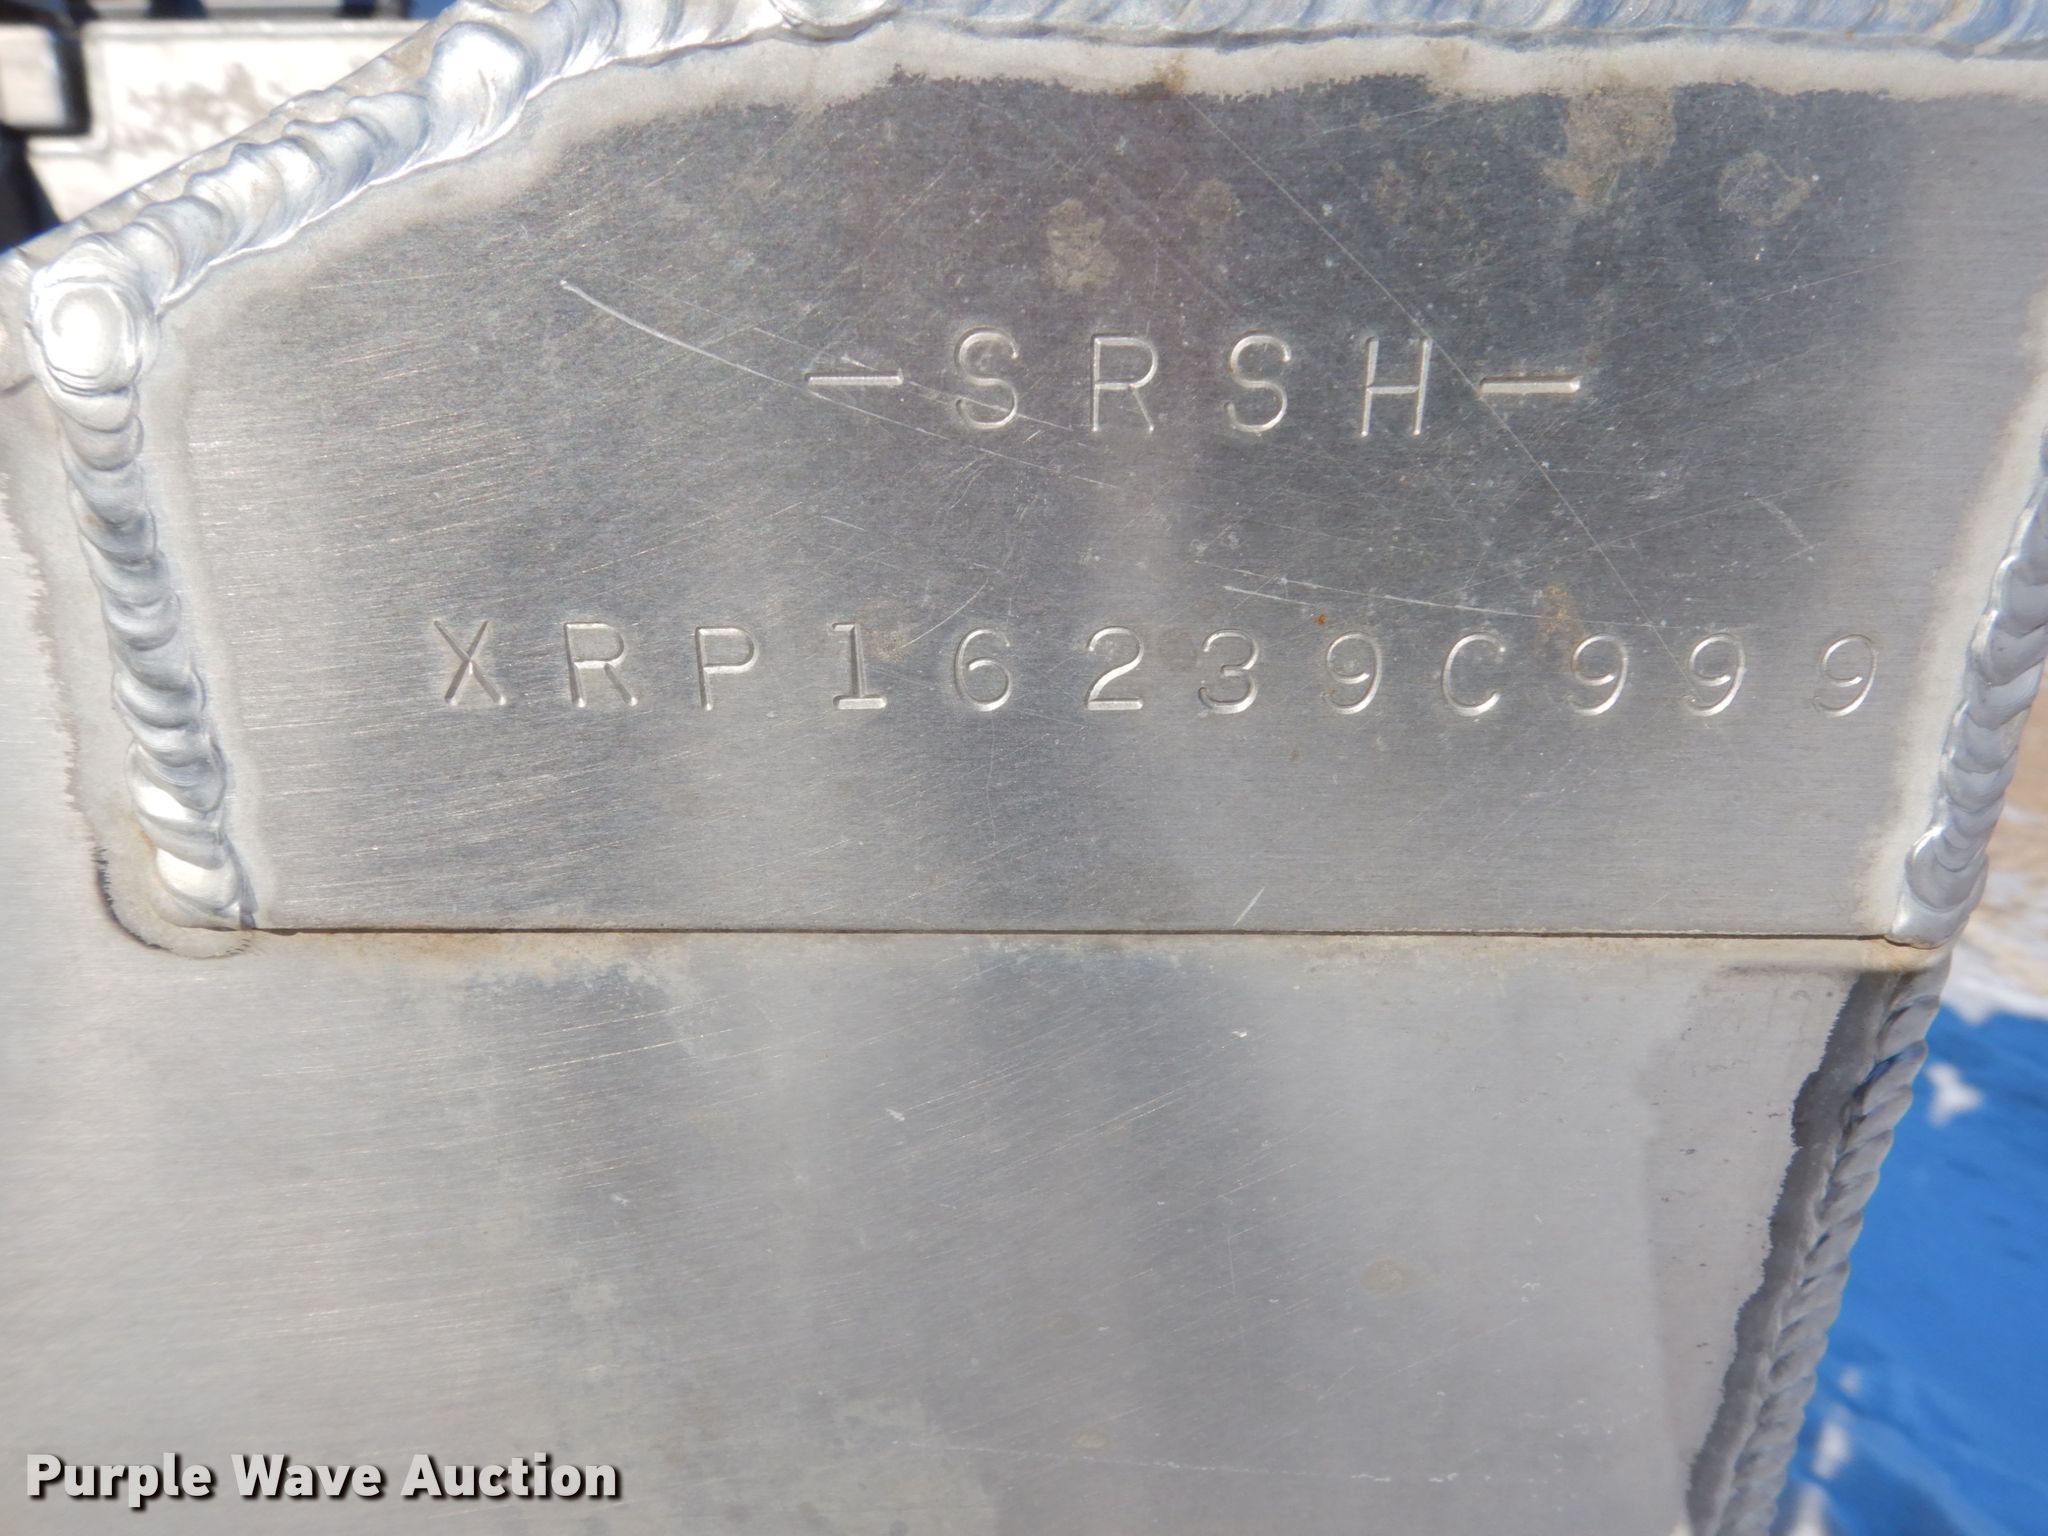 -SRSH-
XRP16239C999
Purple Wave Auction